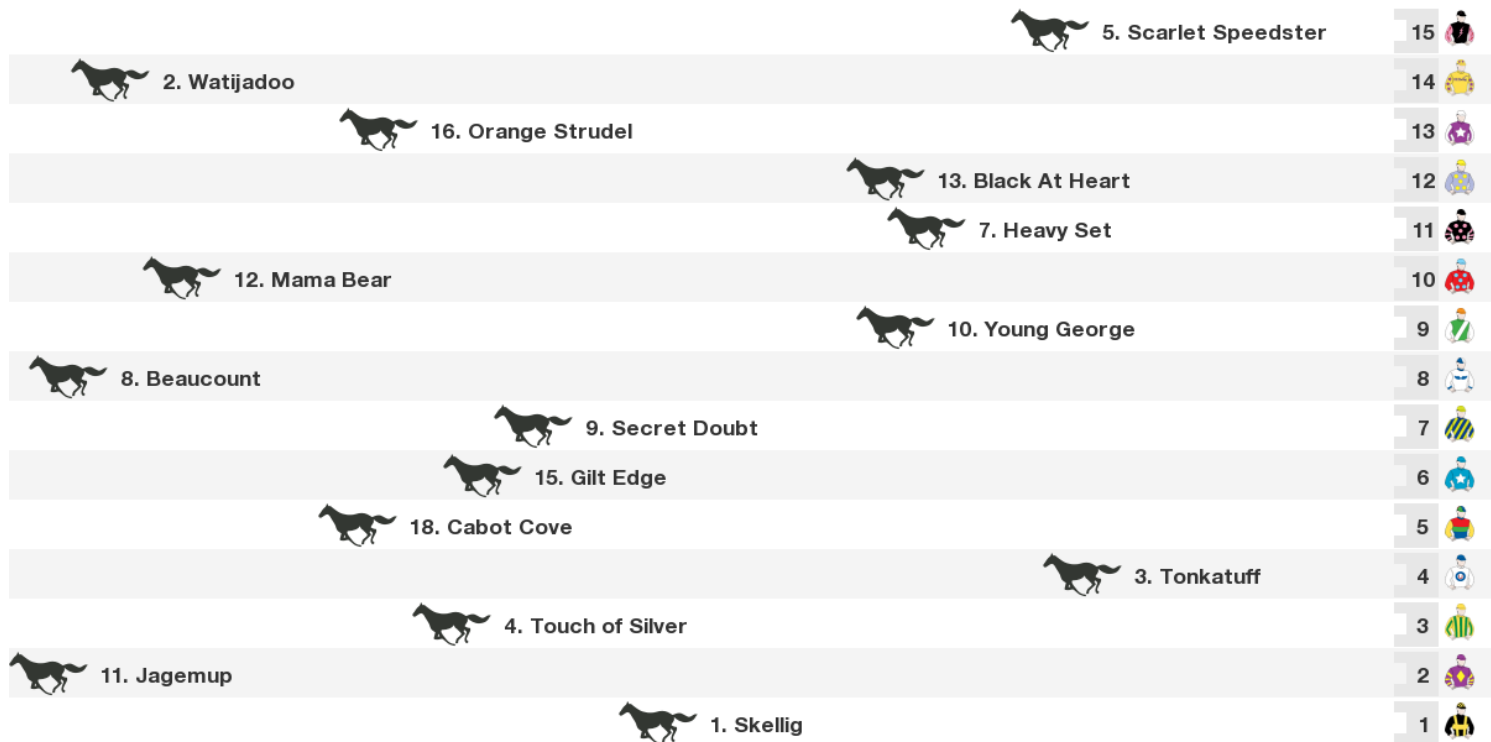 5. Scarlet Speedster 15
2. Watijadoo 14
16. Orange Strudel 13
13. Black At Heart 12
7. Heavy Set 11
12. Mama Bear 10
10. Young George 9
8. Beaucount 8
9. Secret Doubt 7
15. Gilt Edge 6
18. Cabot Cove 5
3. Tonkatuff 4
4. Touch of Silver 3
11. Jagemup 2
1. Skellig 1